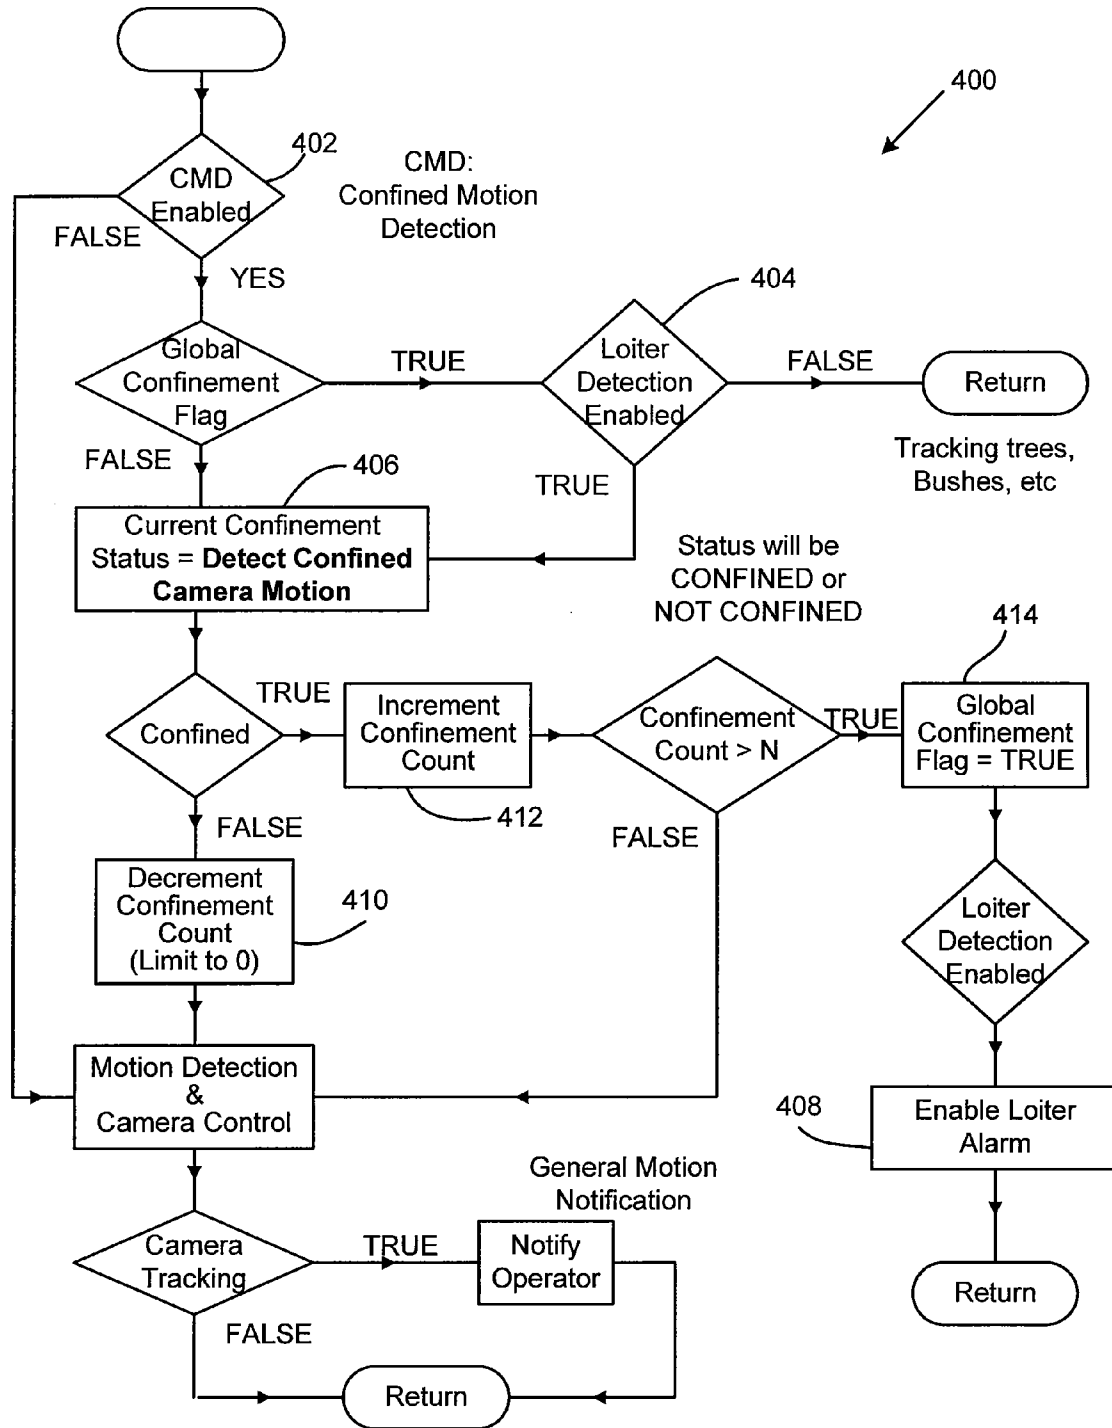 400
402
CMD
Enabled
CMD:
Confined Motion
Detection
FALSE
YES
404
Global
Confinement
Flag
TRUE
Loiter
Detection
Enabled
FALSE
Return
Tracking trees,
Bushes, etc
FALSE
406
TRUE
Current Confinement
Status = Detect Confined
Camera Motion
Status will be
CONFINED or
NOT CONFINED
414
Confined
TRUE
Increment
Confinement
Count
412
Confinement
Count > N
TRUE
Global
Confinement
Flag = TRUE
FALSE
FALSE
Decrement
Confinement
Count
(Limit to 0)
410
Loiter
Detection
Enabled
Motion Detection
&
Camera Control
408
Enable Loiter
Alarm
General Motion
Notification
Camera
Tracking
TRUE
Notify
Operator
Return
FALSE
Return